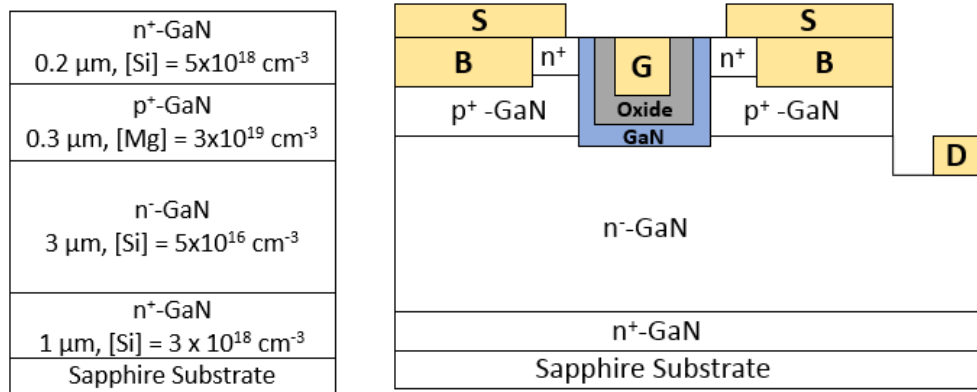 n⁺-GaN
0.2 µm, [Si] = 5x10¹⁸ cm⁻³
p⁺-GaN
0.3 µm, [Mg] = 3x10¹⁹ cm⁻³
n⁻-GaN
3 µm, [Si] = 5x10¹⁶ cm⁻³
n⁺-GaN
1 µm, [Si] = 3 x 10¹⁸ cm⁻³
Sapphire Substrate
S S
B n⁺ G n⁺ B
p⁺ -GaN Oxide p⁺ -GaN
GaN
D
n⁻-GaN
n⁺-GaN
Sapphire Substrate